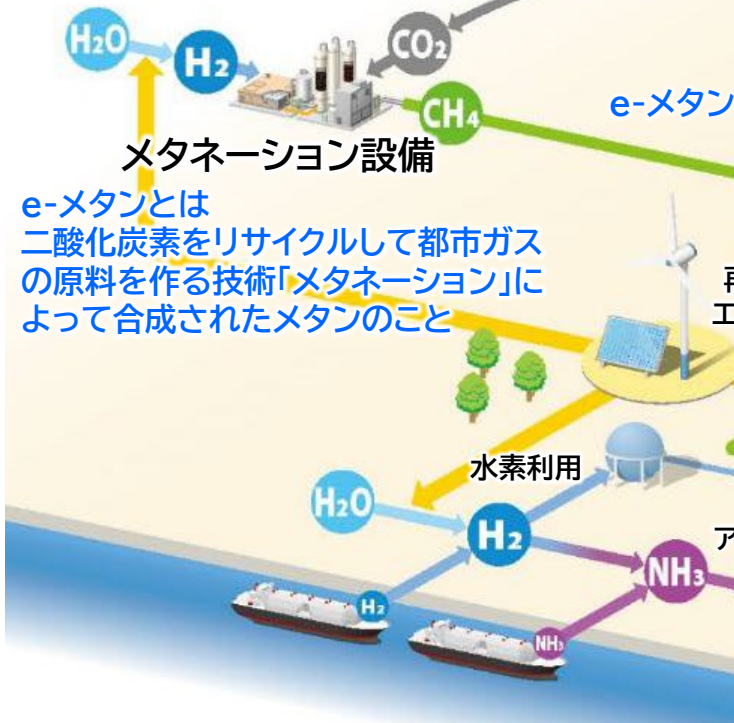 H₂O
H₂
CO₂
CH₄
e-メタン
メタネーション設備
e-メタンとは
二酸化炭素をリサイクルして都市ガス
の原料を作る技術「メタネーション」に
よって合成されたメタンのこと
エ
水素利用
H₂O
H₂
ア
NH₃
H₂
NH₃